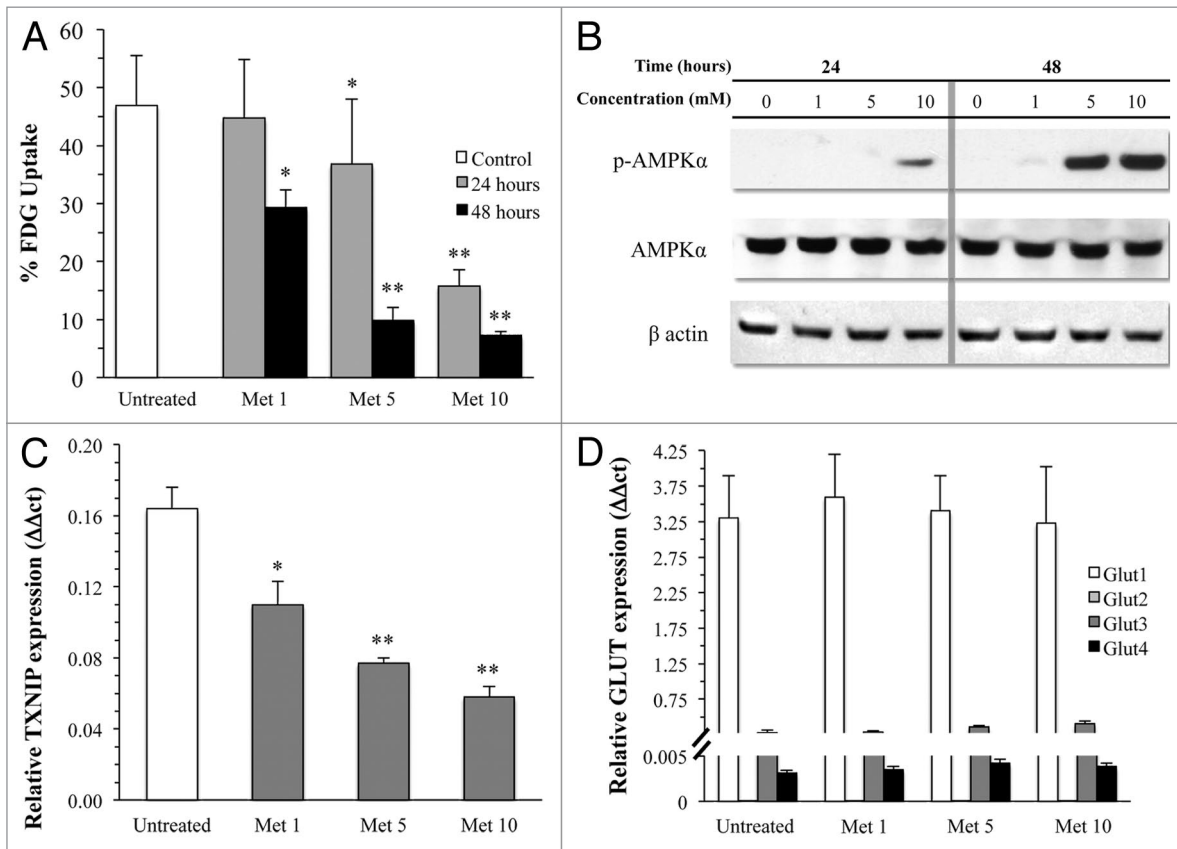 A
% FDG Uptake
60
50
40
30
20
10
0
*
*
**
**
**
Control
24 hours
48 hours
Untreated Met 1 Met 5 Met 10
B
Time (hours) 24 48
Concentration (mM) 0 1 5 10 0 1 5 10
p-AMPKα
AMPKα
β actin
C
Relative TXNIP expression (ΔΔct)
0.20
0.16
0.12
0.08
0.04
0.00
*
**
**
Untreated Met 1 Met 5 Met 10
D
Relative GLUT expression (ΔΔct)
4.25
3.75
3.25
2.75
2.25
1.75
1.25
0.75
0.005
0
Glut1
Glut2
Glut3
Glut4
Untreated Met 1 Met 5 Met 10